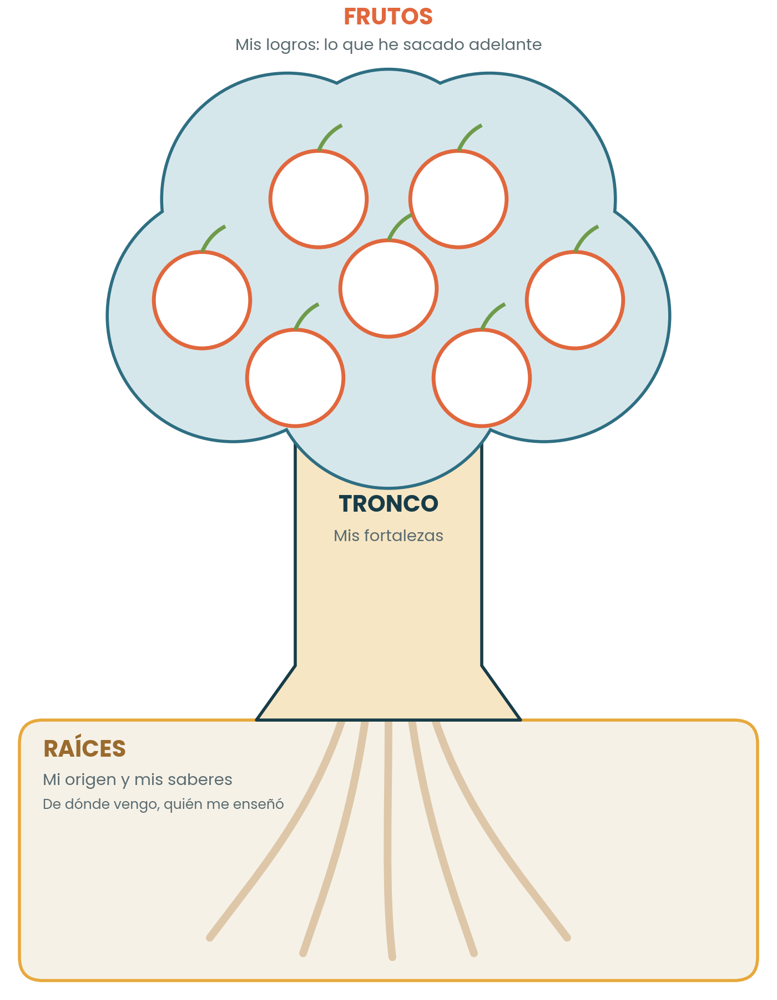 FRUTOS
Mis logros: lo que he sacado adelante
TRONCO
Mis fortalezas
RAÍCES
Mi origen y mis saberes
De dónde vengo, quién me enseñó